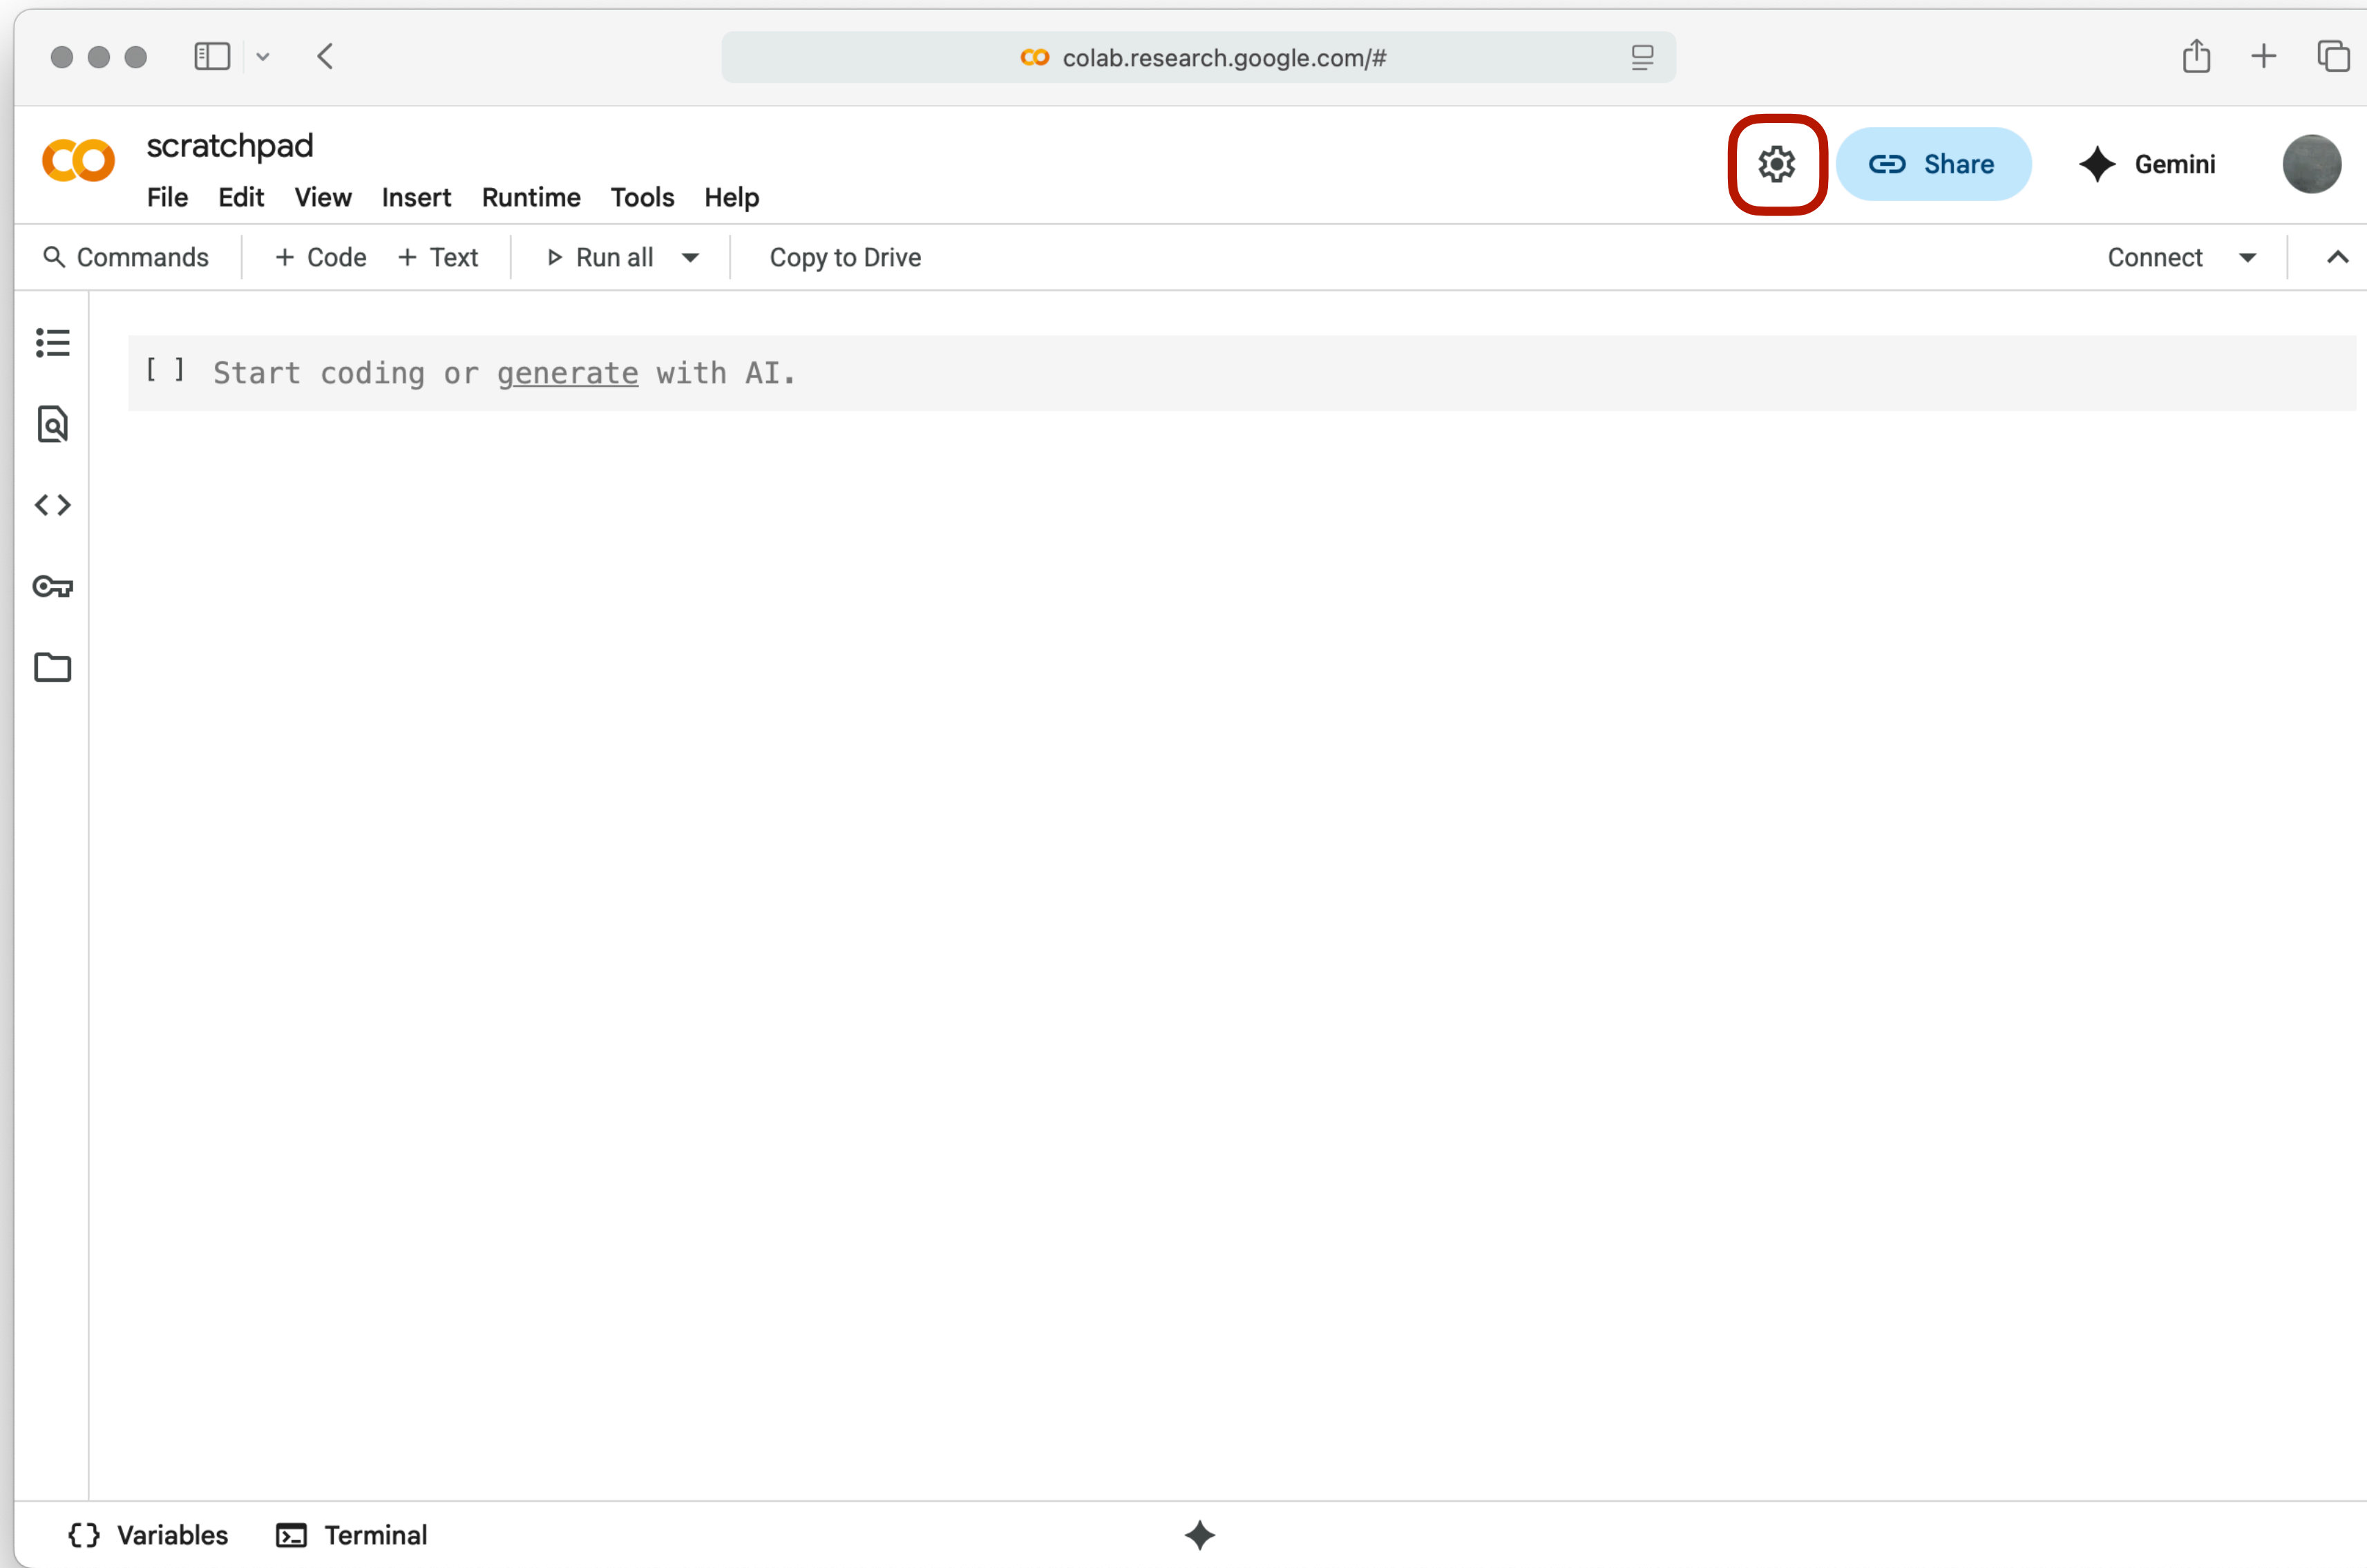 colab.research.google.com/#
scratchpad
File Edit View Insert Runtime Tools Help
Share
Gemini
Commands + Code + Text Run all Copy to Drive Connect
[ ] Start coding or generate with AI.
{ } Variables Terminal